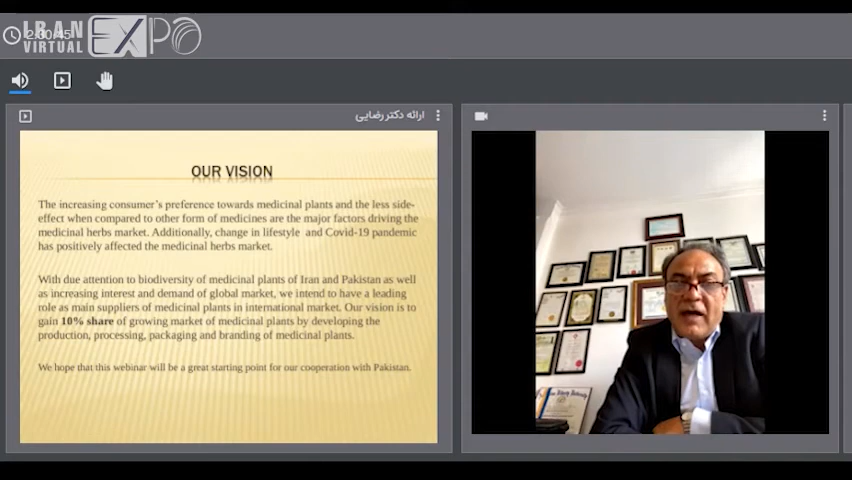 IRAN
VIRTUAL
EXPO
2:30:45
ارائه دکتر رضایی
OUR VISION
The increasing consumer's preference towards medicinal plants and the less side-
effect when compared to other form of medicines are the major factors driving the
medicinal herbs market. Additionally, change in lifestyle and Covid-19 pandemic
has positively affected the medicinal herbs market.
With due attention to biodiversity of medicinal plants of Iran and Pakistan as well
as increasing interest and demand of global market, we intend to have a leading
role as main suppliers of medicinal plants in international market. Our vision is to
gain 10% share of growing market of medicinal plants by developing the
production, processing, packaging and branding of medicinal plants.
We hope that this webinar will be a great starting point for our cooperation with Pakistan.